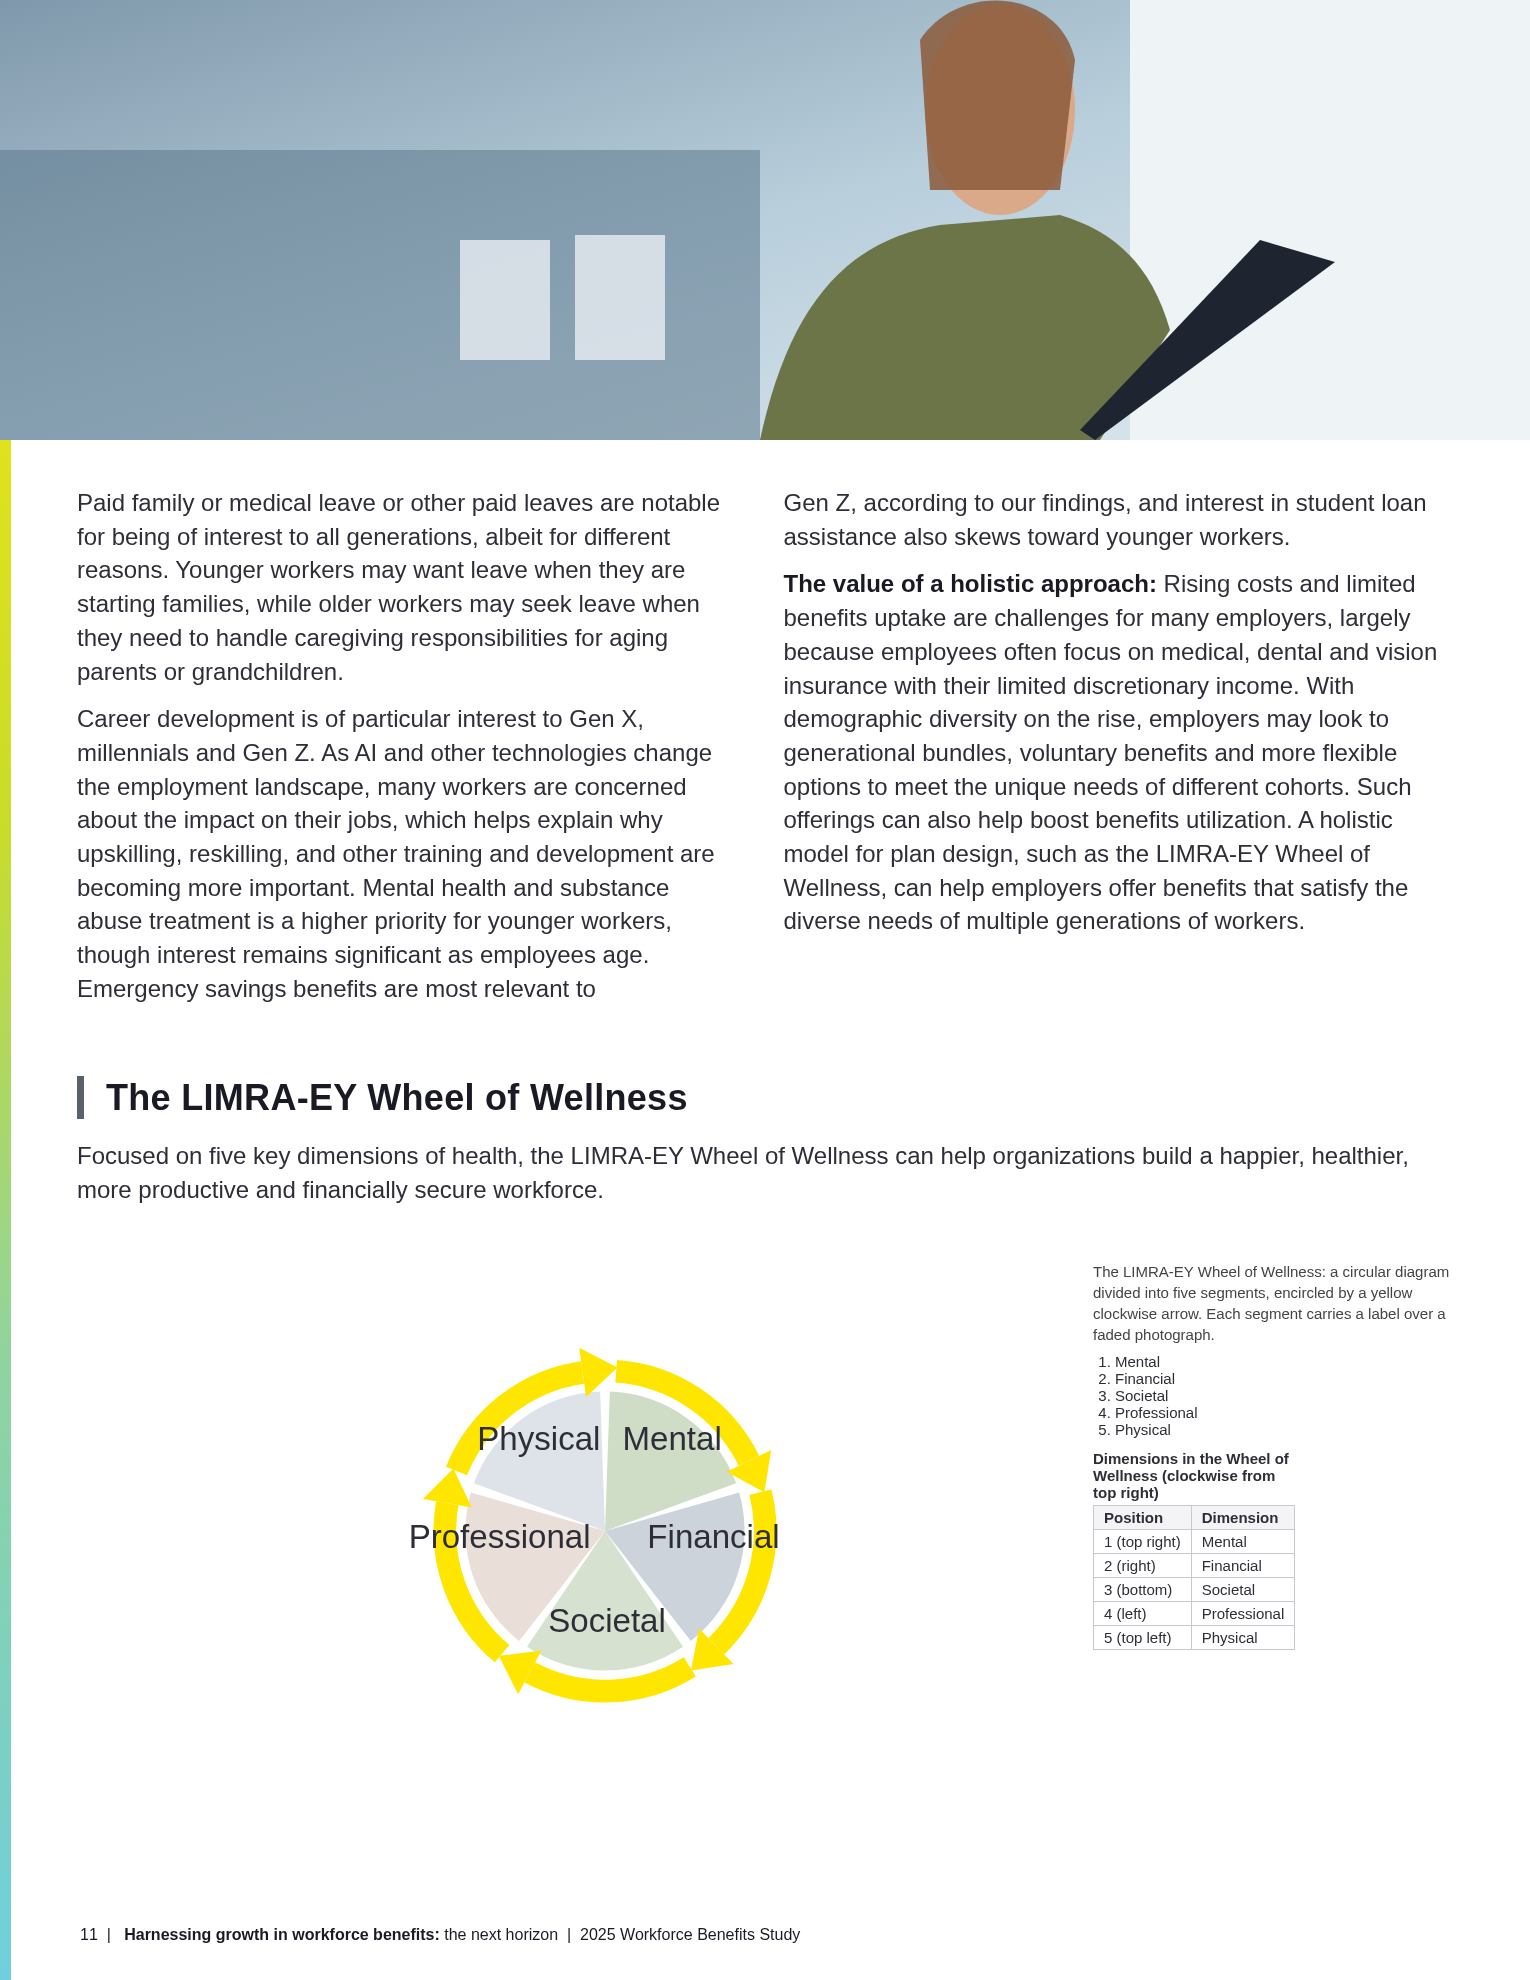 Paid family or medical leave or other paid leaves are notable
for being of interest to all generations, albeit for different
reasons. Younger workers may want leave when they are
starting families, while older workers may seek leave when
they need to handle caregiving responsibilities for aging
parents or grandchildren.
Career development is of particular interest to Gen X,
millennials and Gen Z. As AI and other technologies change
the employment landscape, many workers are concerned
about the impact on their jobs, which helps explain why
upskilling, reskilling, and other training and development are
becoming more important. Mental health and substance
abuse treatment is a higher priority for younger workers,
though interest remains significant as employees age.
Emergency savings benefits are most relevant to
Gen Z, according to our findings, and interest in student loan
assistance also skews toward younger workers.
The value of a holistic approach: Rising costs and limited
benefits uptake are challenges for many employers, largely
because employees often focus on medical, dental and vision
insurance with their limited discretionary income. With
demographic diversity on the rise, employers may look to
generational bundles, voluntary benefits and more flexible
options to meet the unique needs of different cohorts. Such
offerings can also help boost benefits utilization. A holistic
model for plan design, such as the LIMRA-EY Wheel of
Wellness, can help employers offer benefits that satisfy the
diverse needs of multiple generations of workers.
The LIMRA-EY Wheel of Wellness
Focused on five key dimensions of health, the LIMRA-EY Wheel of Wellness can help organizations build a happier, healthier,
more productive and financially secure workforce.
Physical
Mental
Professional
Financial
Societal
The LIMRA-EY Wheel of Wellness: a circular diagram
divided into five segments, encircled by a yellow
clockwise arrow. Each segment carries a label over a
faded photograph.
1. Mental
2. Financial
3. Societal
4. Professional
5. Physical
Dimensions in the Wheel of
Wellness (clockwise from
top right)
Position Dimension
1 (top right) Mental
2 (right) Financial
3 (bottom) Societal
4 (left) Professional
5 (top left) Physical
11 | Harnessing growth in workforce benefits: the next horizon | 2025 Workforce Benefits Study